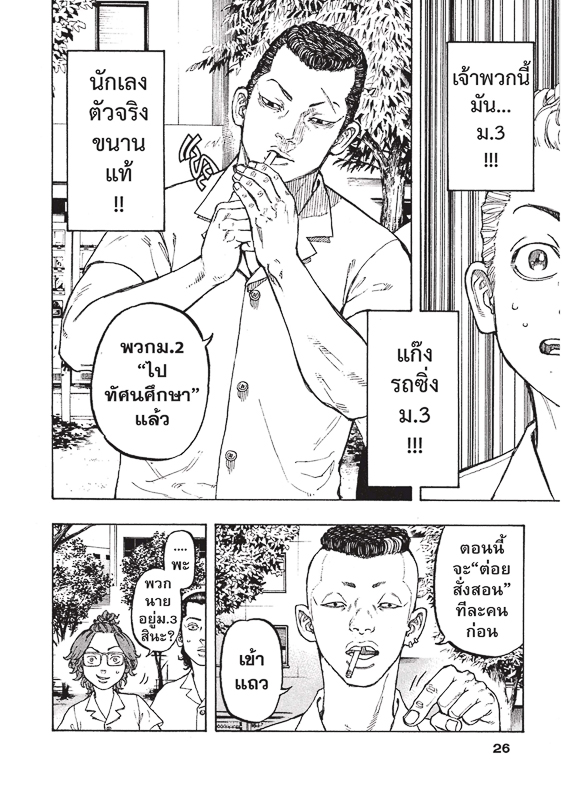 เจ้าพวกนี้
มัน...
ม.3
!!!
แก๊ง
รถซิ่ง
ม.3
!!!
นักเลง
ตัวจริง
ขนาน
แท้
!!
พวกม.2
“ไป
ทัศนศึกษา”
แล้ว
ตอนนี้
จะ“ต่อย
สั่งสอน”
ทีละคน
ก่อน
เข้า
แถว
....
พะ
พวก
นาย
อยู่ม.3
สินะ?
26